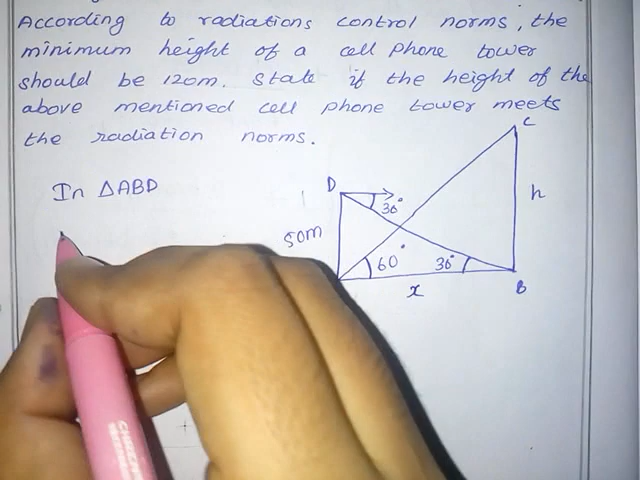 According to radiations control norms, the
minimum height of a cell phone tower
should be 120m. State if the height of the
above mentioned cell phone tower meets
the radiation norms.
In △ABD
C
D
30°
h
50m
60°
30°
x
B